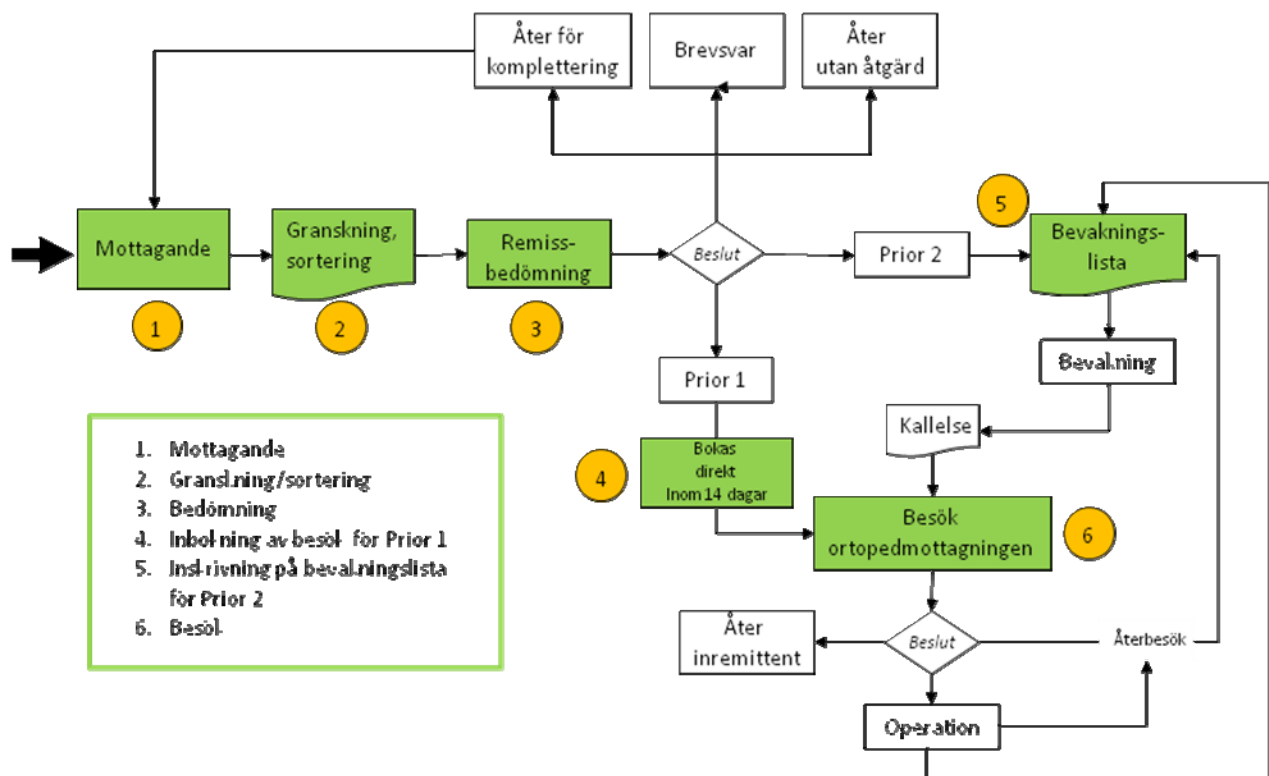 Åter för
komplettering
Brevsvar
Åter
utan åtgärd
5
Mottagande
Granskning,
sortering
Remiss-
bedömning
Beslut
Prior 2
Bevaknings-
lista
1
2
3
Prior 1
Bevakning
Kallelse
4
Bokas
direkt
Inom 14 dagar
Besök
ortopedmottagningen
6
1. Mottagande
2. Granskning/sortering
3. Bedömning
4. Inbokning av besök för Prior 1
5. Inskrivning på bevakningslista
för Prior 2
6. Besök
Åter
inremittent
Beslut
Återbesök
Operation